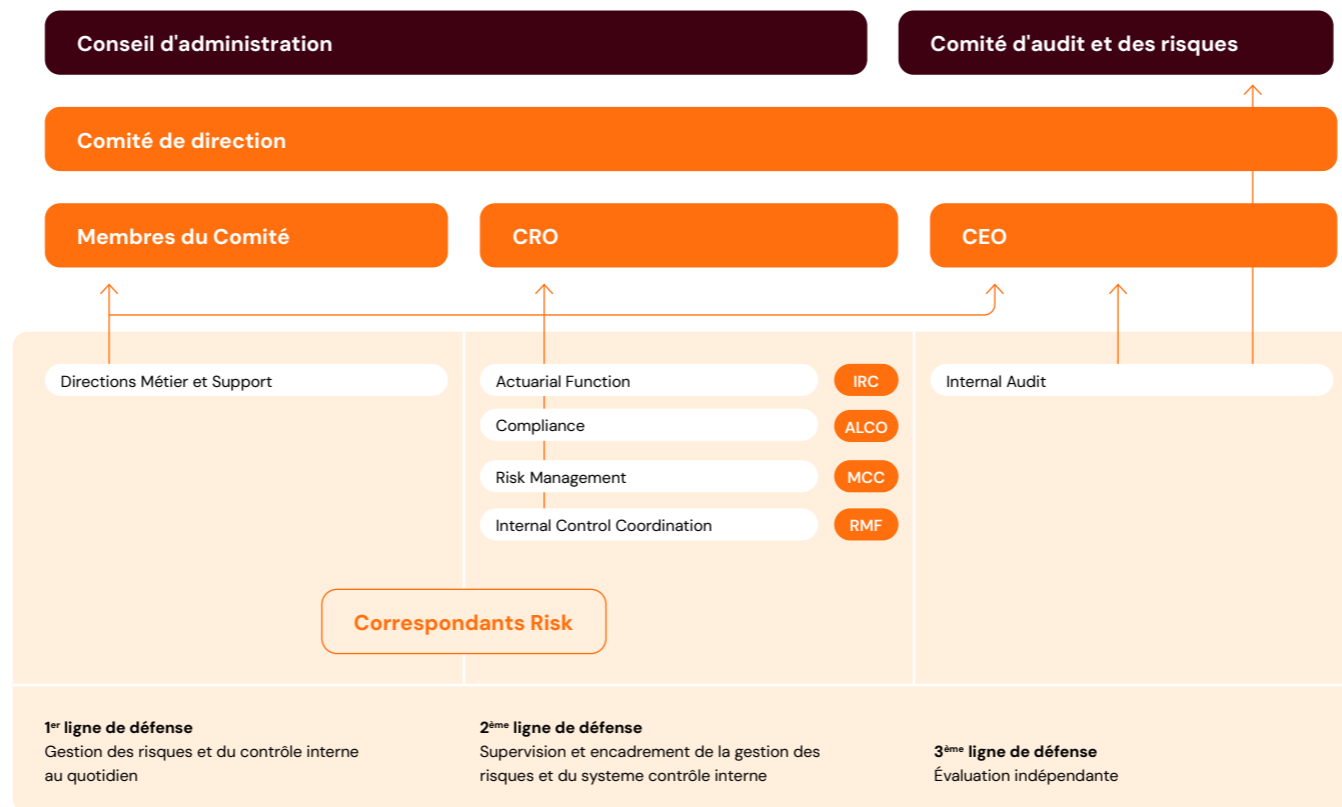 Conseil d'administration
Comité d'audit et des risques
Comité de direction
Membres du Comité
CRO
CEO
Directions Métier et Support
Actuarial Function
IRC
Internal Audit
Compliance
ALCO
Risk Management
MCC
Internal Control Coordination
RMF
Correspondants Risk
1er ligne de défense
Gestion des risques et du contrôle interne
au quotidien
2ème ligne de défense
Supervision et encadrement de la gestion des
risques et du systeme contrôle interne
3ème ligne de défense
Évaluation indépendante